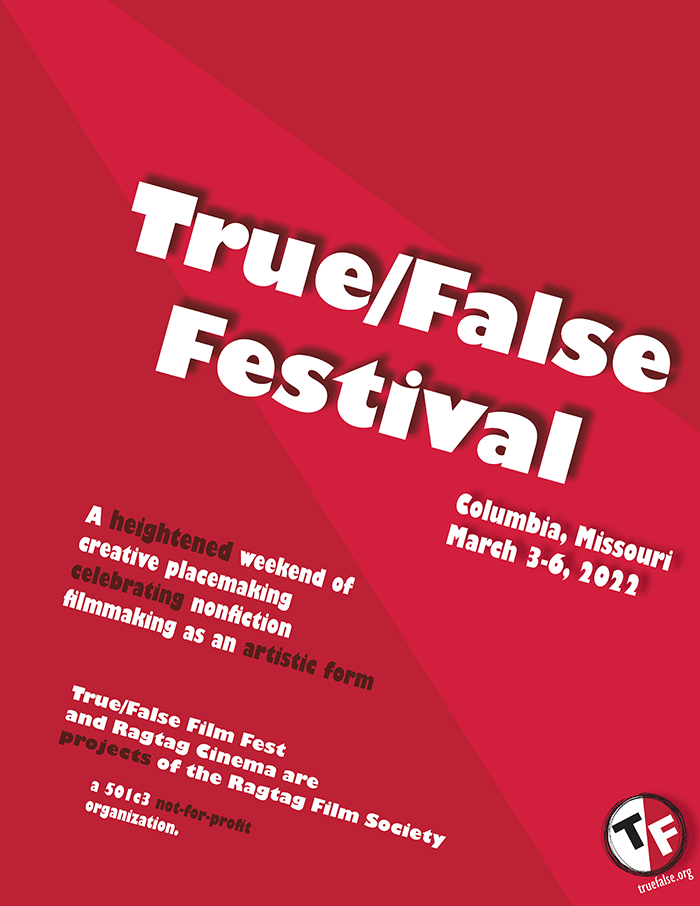 True/False
Festival
Columbia, Missouri
March 3-6, 2022
A heightened weekend of
creative placemaking
celebrating nonfiction
filmmaking as an artistic form
True/False Film Fest
and Ragtag Cinema are
projects of the Ragtag Film Society
a 501c3 not-for-profit
organization.
T/F
truefalse.org